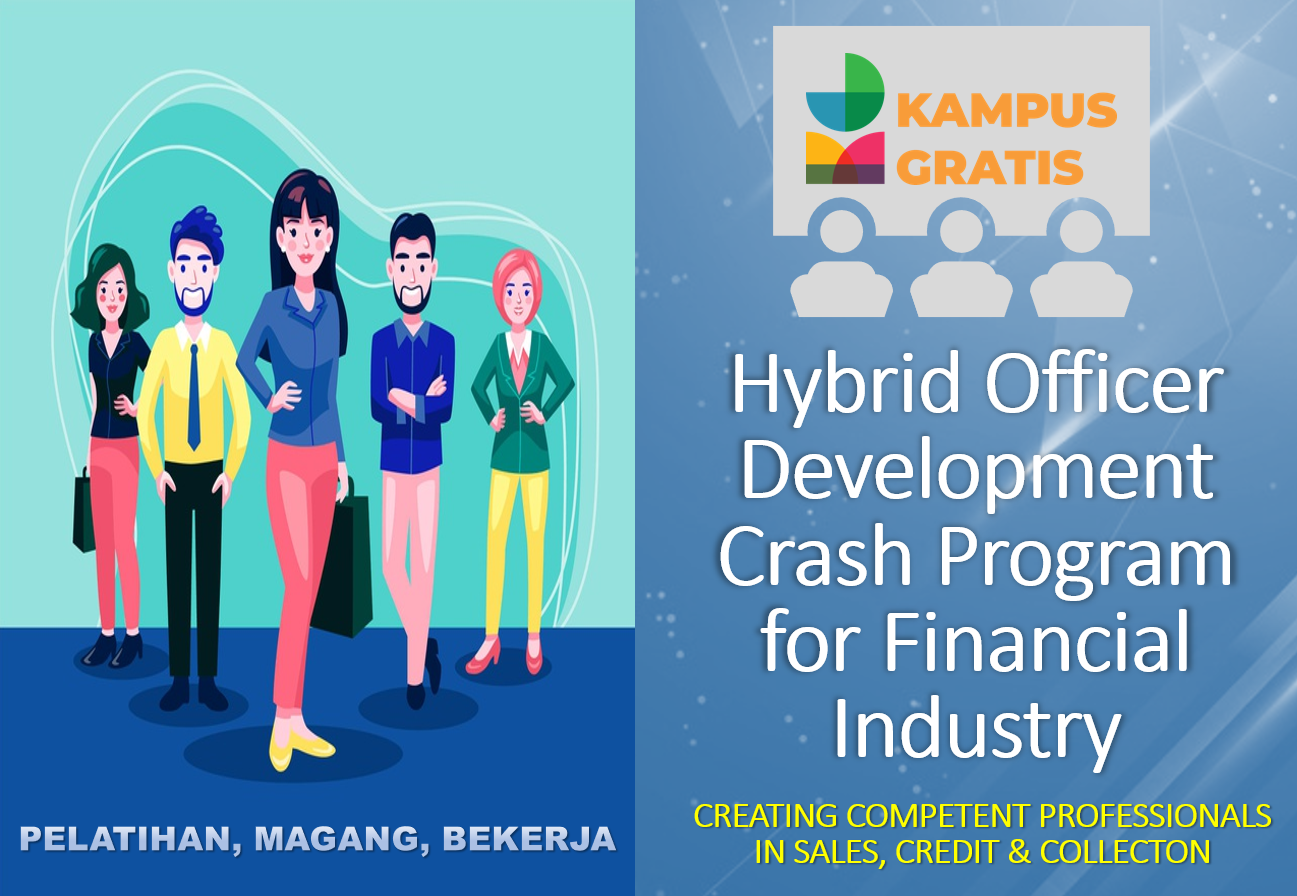 KAMPUS
GRATIS
Hybrid Officer
Development
Crash Program
for Financial
Industry
CREATING COMPETENT PROFESSIONALS
IN SALES, CREDIT & COLLECTON
PELATIHAN, MAGANG, BEKERJA